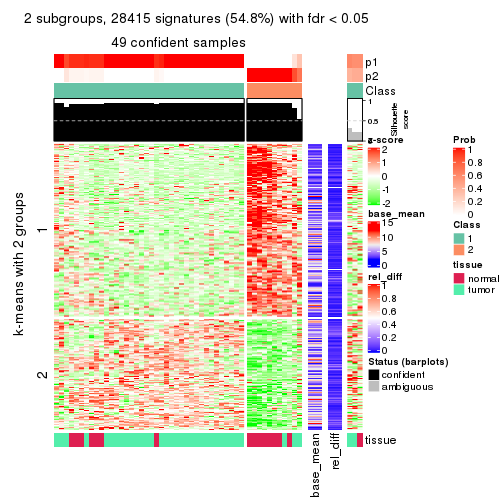 2 subgroups, 28415 signatures (54.8%) with fdr < 0.05
49 confident samples
p1
p2
Class
1
0.5
0
Silhouette
score
k-means with 2 groups
1
2
tissue
base_mean
rel_diff
z-score
2
1
0
-1
-2
base_mean
15
10
5
0
rel_diff
1
0.8
0.6
0.4
0.2
0
Status (barplots)
confident
ambiguous
Prob
1
0.8
0.6
0.4
0.2
0
Class
1
2
tissue
normal
tumor